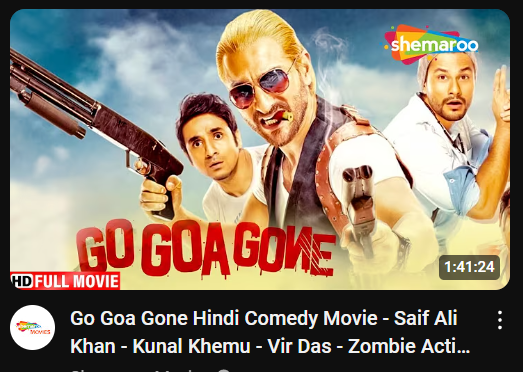 shemaroo
GO GOA GONE
HD FULL MOVIE
1:41:24
MOVIES
Go Goa Gone Hindi Comedy Movie - Saif Ali
Khan - Kunal Khemu - Vir Das - Zombie Acti...